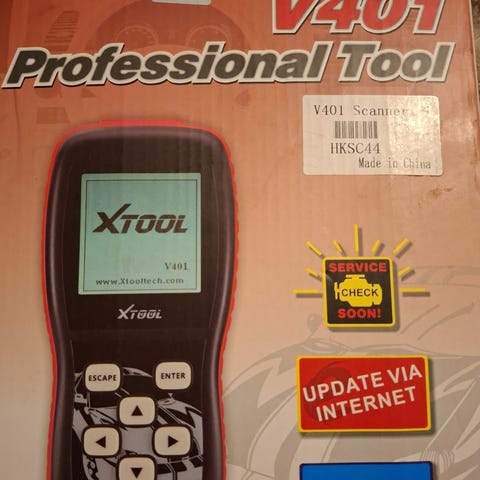 V401
Professional Tool
V401 Scanner
HKSC44
Made in China
XTOOL
V401
www.Xtooltech.com
XTOOL
SERVICE
CHECK
SOON!
ESCAPE
ENTER
UPDATE VIA
INTERNET